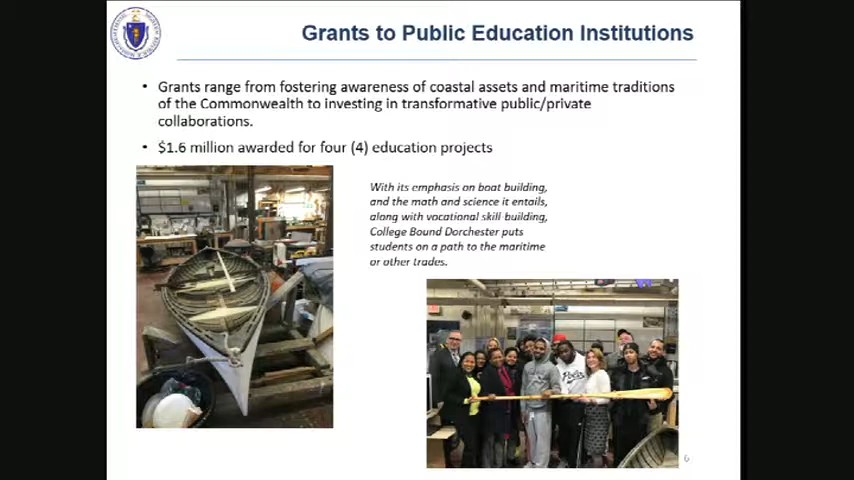 Grants to Public Education Institutions
• Grants range from fostering awareness of coastal assets and maritime traditions
of the Commonwealth to investing in transformative public/private
collaborations.
• $1.6 million awarded for four (4) education projects
With its emphasis on boat building,
and the math and science it entails,
along with vocational skill-building,
College Bound Dorchester puts
students on a path to the maritime
or other trades.
6